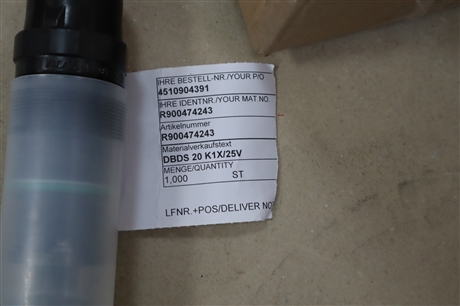 IHRE BESTELL-NR./YOUR P/O
4510904391
IHRE IDENTNR./YOUR MAT.NO.
R900474243
Artikelnummer
R900474243
Materialverkaufstext
DBDS 20 K1X/25V
MENGE/QUANTITY
1,000 ST
LFNR.+POS/DELIVER NO